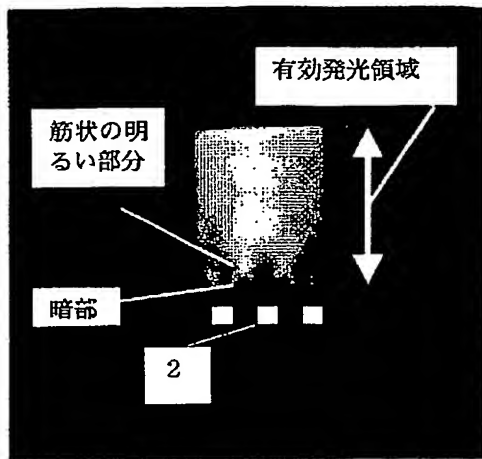 有効発光領域
筋状の明
るい部分
暗部
2